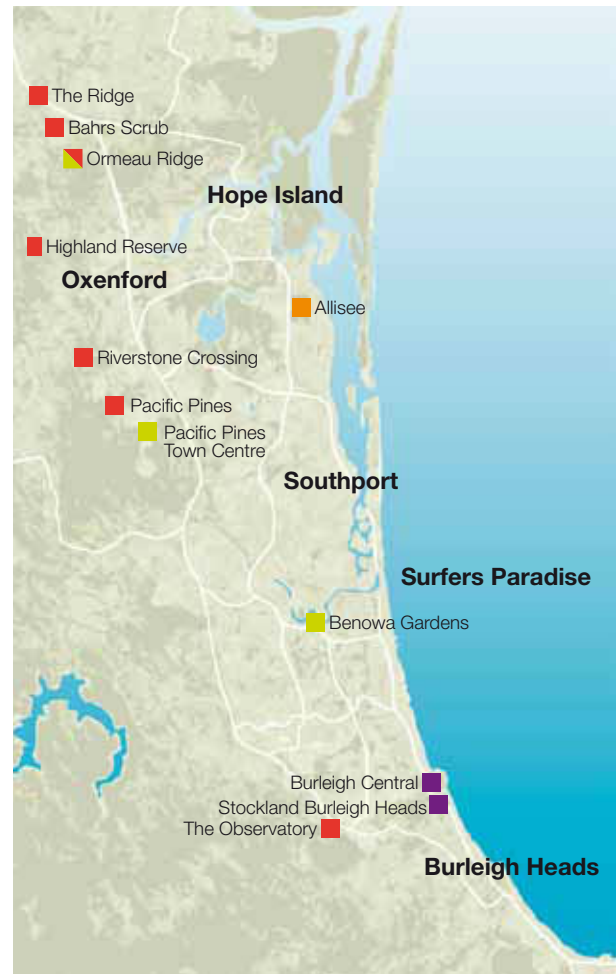 The Ridge
Bahrs Scrub
Ormeau Ridge
Hope Island
Highland Reserve
Oxenford
Allisee
Riverstone Crossing
Pacific Pines
Pacific Pines
Town Centre
Southport
Surfers Paradise
Benowa Gardens
Burleigh Central
Stockland Burleigh Heads
The Observatory
Burleigh Heads